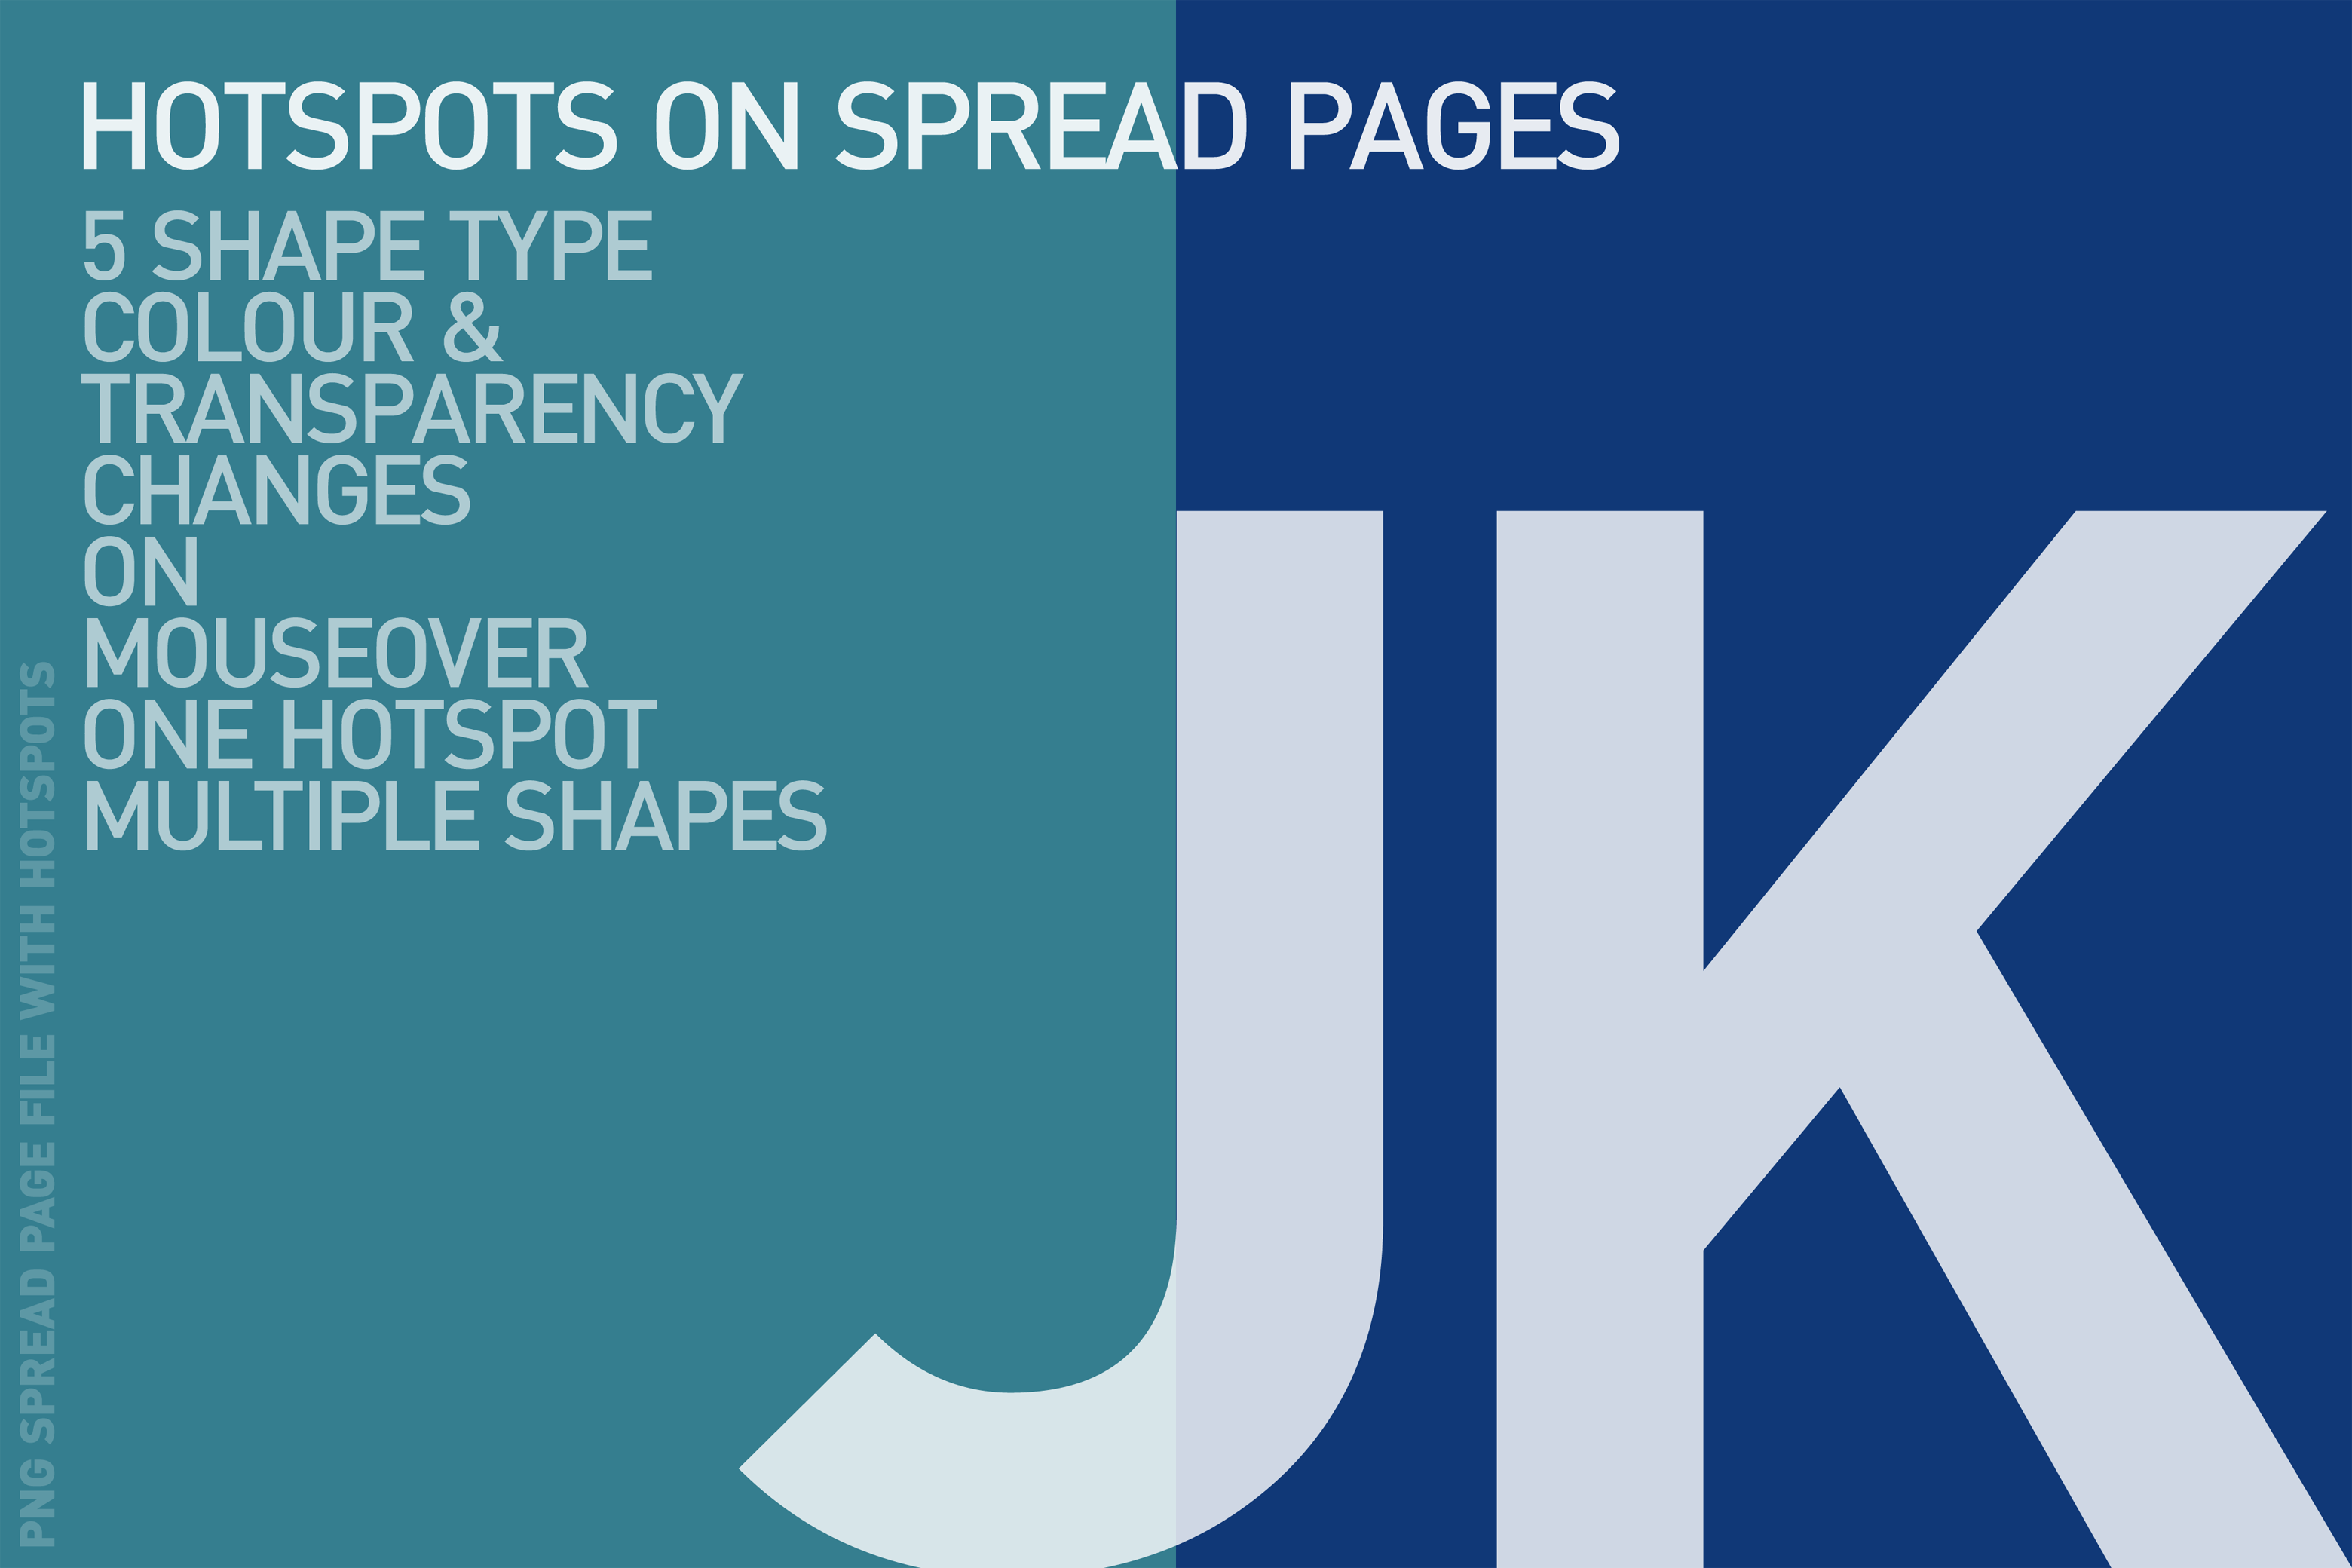 HOTSPOTS ON SPREAD PAGES
5 SHAPE TYPE
COLOUR &
TRANSPARENCY
CHANGES
ON
MOUSEOVER
ONE HOTSPOT
MULTIPLE SHAPES
PNG SPREAD PAGE FILE WITH HOTSPOTS
JK